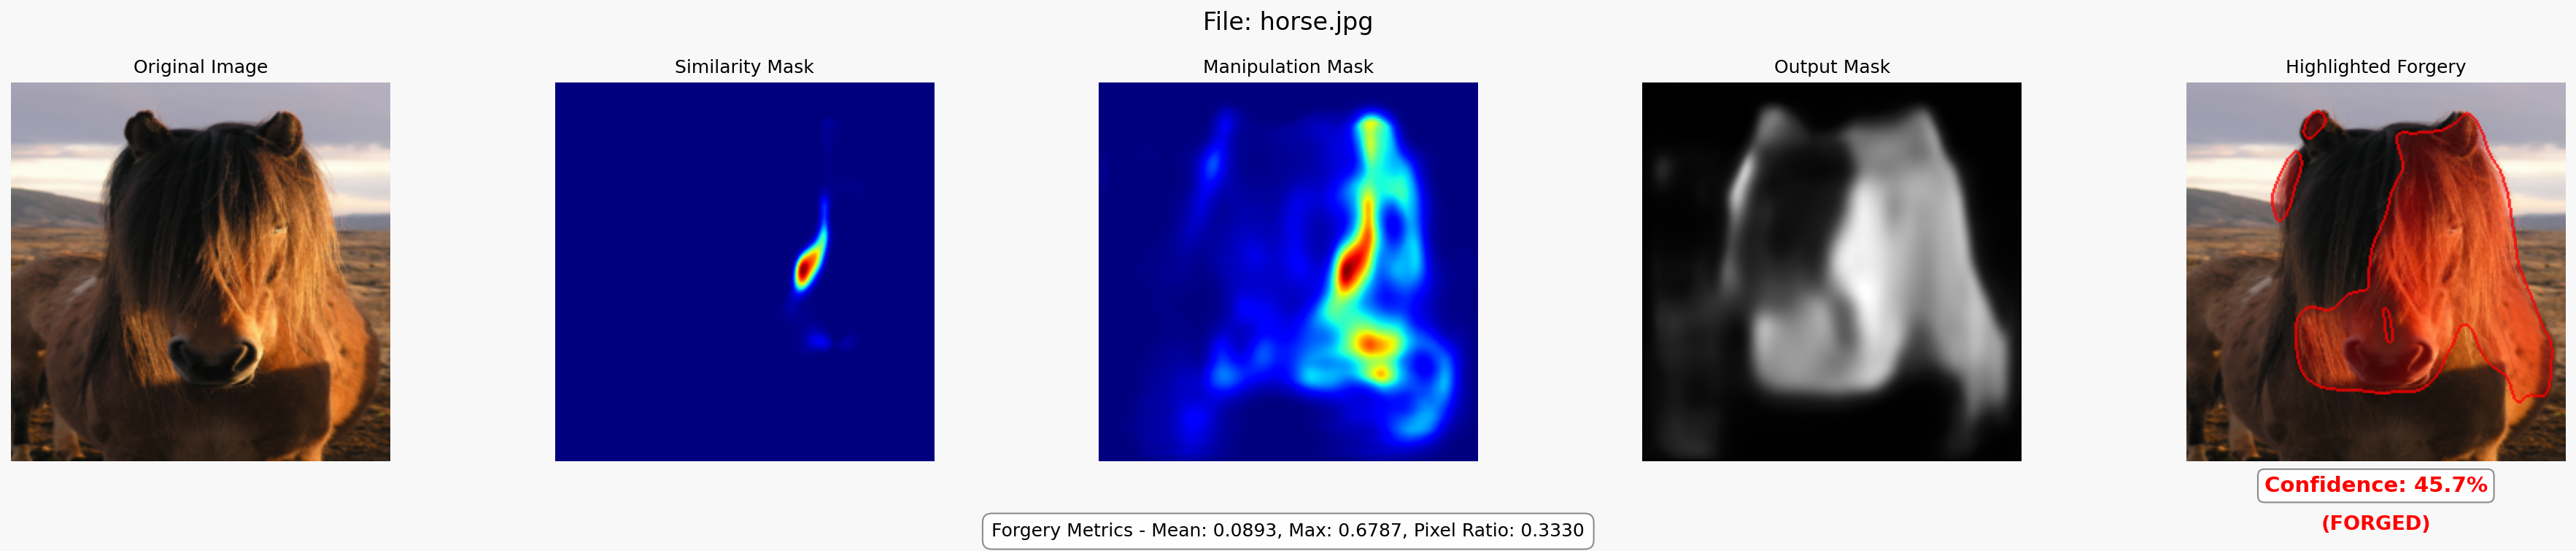 File: horse.jpg
Original Image
Similarity Mask
Manipulation Mask
Output Mask
Highlighted Forgery
Confidence: 45.7%
(FORGED)
Forgery Metrics - Mean: 0.0893, Max: 0.6787, Pixel Ratio: 0.3330